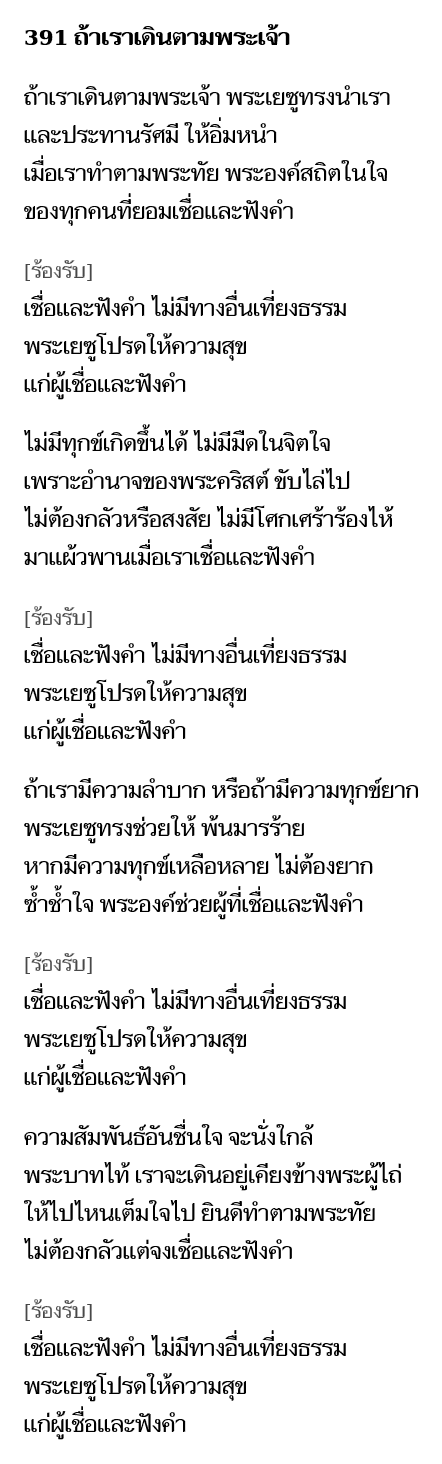 391 ถ้าเราเดินตามพระเจ้า
ถ้าเราเดินตามพระเจ้า พระเยซูทรงนำเรา
และประทานรัศมี ให้อิ่มหนำ
เมื่อเราทำตามพระทัย พระองค์สถิตในใจ
ของทุกคนที่ยอมเชื่อและฟังคำ
[ร้องรับ]
เชื่อและฟังคำ ไม่มีทางอื่นเที่ยงธรรม
พระเยซูโปรดให้ความสุข
แก่ผู้เชื่อและฟังคำ
ไม่มีทุกข์เกิดขึ้นได้ ไม่มีมืดในจิตใจ
เพราะอำนาจของพระคริสต์ ขับไล่ไป
ไม่ต้องกลัวหรือสงสัย ไม่มีโศกเศร้าร้องไห้
มาแผ้วพานเมื่อเราเชื่อและฟังคำ
[ร้องรับ]
เชื่อและฟังคำ ไม่มีทางอื่นเที่ยงธรรม
พระเยซูโปรดให้ความสุข
แก่ผู้เชื่อและฟังคำ
ถ้าเรามีความลำบาก หรือถ้ามีความทุกข์ยาก
พระเยซูทรงช่วยให้ พ้นมารร้าย
หากมีความทุกข์เหลือหลาย ไม่ต้องยาก
ซ้ำช้ำใจ พระองค์ช่วยผู้ที่เชื่อและฟังคำ
[ร้องรับ]
เชื่อและฟังคำ ไม่มีทางอื่นเที่ยงธรรม
พระเยซูโปรดให้ความสุข
แก่ผู้เชื่อและฟังคำ
ความสัมพันธ์อันชื่นใจ จะนั่งใกล้
พระบาทไท้ เราจะเดินอยู่เคียงข้างพระผู้ไถ่
ให้ไปไหนเต็มใจไป ยินดีทำตามพระทัย
ไม่ต้องกลัวแต่จงเชื่อและฟังคำ
[ร้องรับ]
เชื่อและฟังคำ ไม่มีทางอื่นเที่ยงธรรม
พระเยซูโปรดให้ความสุข
แก่ผู้เชื่อและฟังคำ